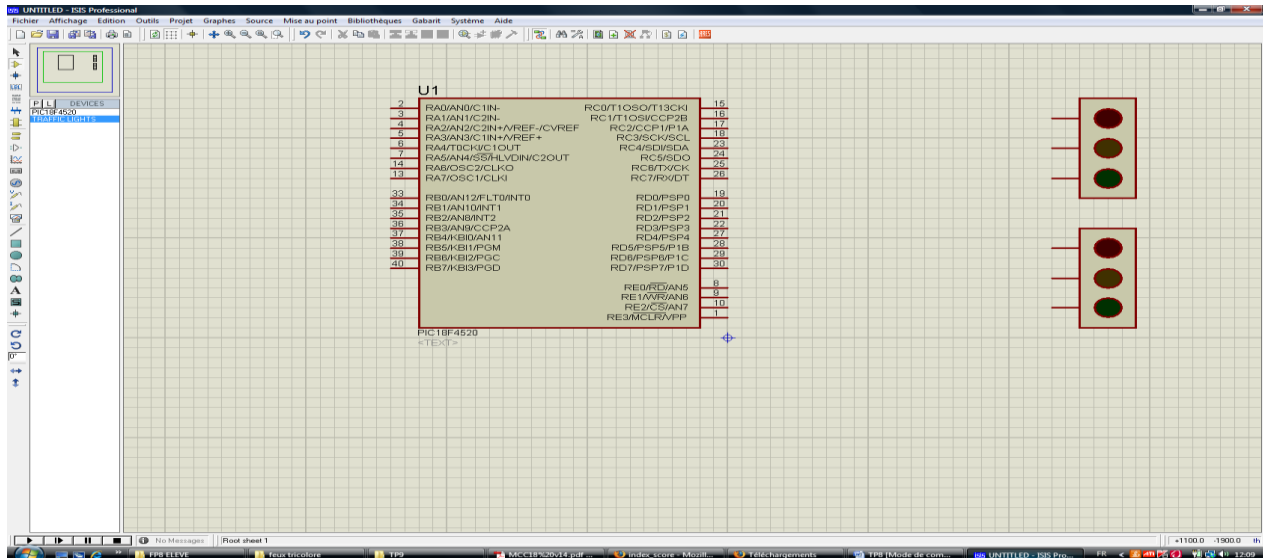 UNTITLED - ISIS Professional
Fichier Affichage Edition Outils Projet Graphes Source Mise au point Bibliothèques Gabarit Système Aide
P L DEVICES
PIC18F4520
TRAFFIC LIGHTS
U1
2 RA0/AN0/C1IN- RC0/T1OSO/T13CKI 15
3 RA1/AN1/C2IN- RC1/T1OSI/CCP2B 16
4 RA2/AN2/C2IN+/VREF-/CVREF RC2/CCP1/P1A 17
5 RA3/AN3/C1IN+/VREF+ RC3/SCK/SCL 18
6 RA4/T0CKI/C1OUT RC4/SDI/SDA 23
7 RA5/AN4/SS/HLVDIN/C2OUT RC5/SDO 24
14 RA6/OSC2/CLKO RC6/TX/CK 25
13 RA7/OSC1/CLKI RC7/RX/DT 26
33 RB0/AN12/FLT0/INT0 RD0/PSP0 19
34 RB1/AN10/INT1 RD1/PSP1 20
35 RB2/AN8/INT2 RD2/PSP2 21
36 RB3/AN9/CCP2A RD3/PSP3 22
37 RB4/KBI0/AN11 RD4/PSP4 27
38 RB5/KBI1/PGM RD5/PSP5/P1B 28
39 RB6/KBI2/PGC RD6/PSP6/P1C 29
40 RB7/KBI3/PGD RD7/PSP7/P1D 30
RE0/RD/AN5 8
RE1/WR/AN6 9
RE2/CS/AN7 10
RE3/MCLR/VPP 1
PIC18F4520
<TEXT>
0°
No Messages Root sheet 1 +1100.0 -1900.0 th
TP8 ELEVE feux tricolore TP9 MCC18%20v14.pdf ... index_score - Mozill... Téléchargements TP8 [Mode de com... UNTITLED - ISIS Pro... FR 12:09